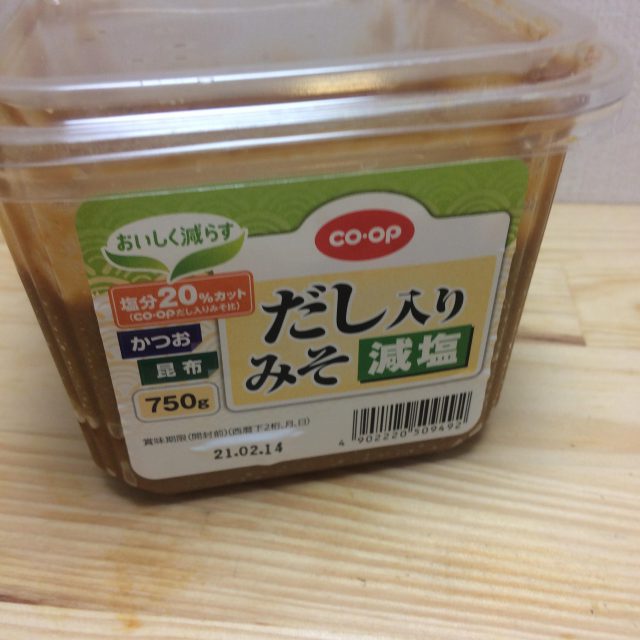 おいしく減らす
CO·OP
塩分20%カット
(CO·OPだし入りみそ比)
だし入り
みそ 減塩
かつお
昆布
750g
賞味期限(開封前)(西暦下2桁.月.日)
21.02.14
4 902220 509492